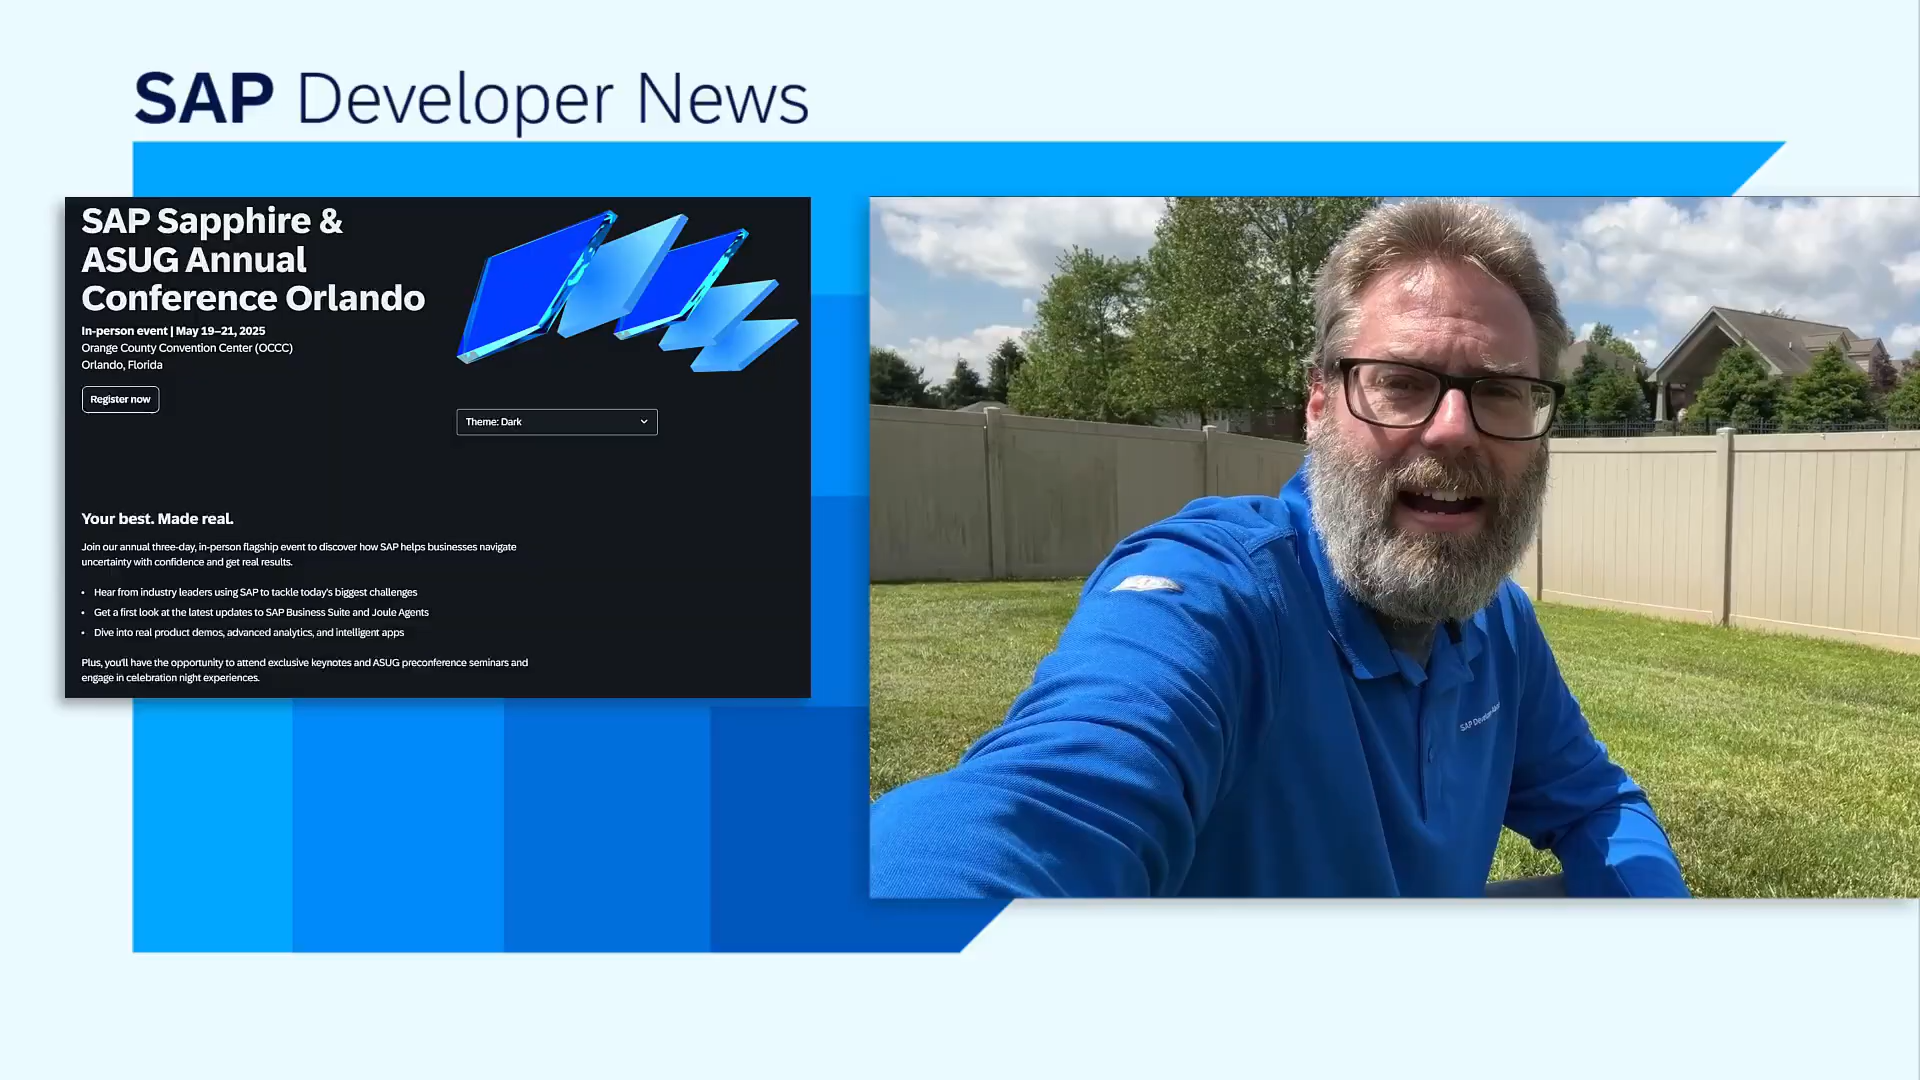 SAP Developer News
SAP Sapphire &
ASUG Annual
Conference Orlando
In-person event | May 19–21, 2025
Orange County Convention Center (OCCC)
Orlando, Florida
Register now
Theme: Dark
Your best. Made real.
Join our annual three-day, in-person flagship event to discover how SAP helps businesses navigate
uncertainty with confidence and get real results.
• Hear from industry leaders using SAP to tackle today's biggest challenges
• Get a first look at the latest updates to SAP Business Suite and Joule Agents
• Dive into real product demos, advanced analytics, and intelligent apps
Plus, you'll have the opportunity to attend exclusive keynotes and ASUG preconference seminars and
engage in celebration night experiences.
SAP